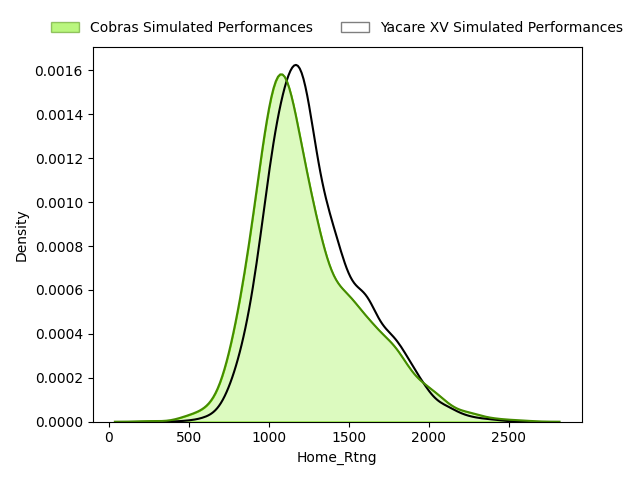 Cobras Simulated Performances Yacare XV Simulated Performances
0.0016
0.0014
0.0012
0.0010
0.0008
0.0006
0.0004
0.0002
0.0000
Density
0 500 1000 1500 2000 2500
Home_Rtng